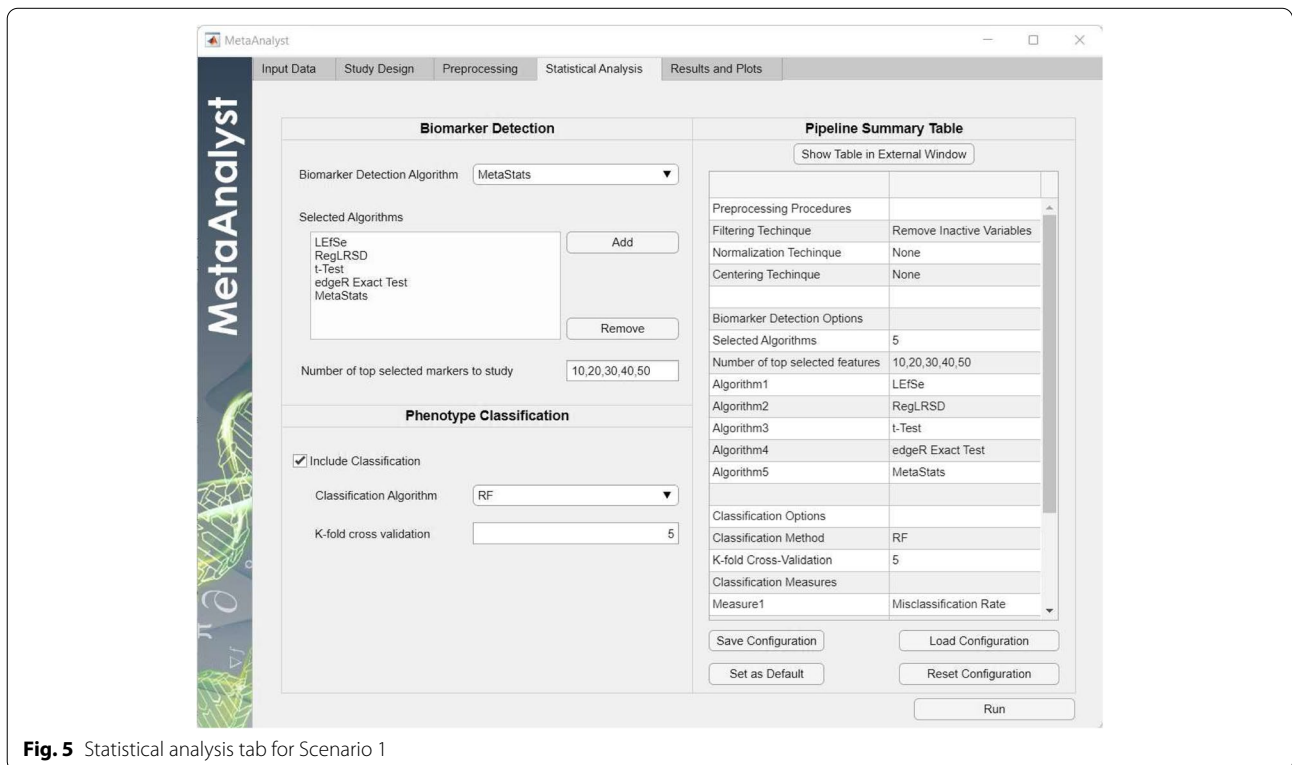 MetaAnalyst
Input Data Study Design Preprocessing Statistical Analysis Results and Plots
MetaAnalyst
Biomarker Detection
Biomarker Detection Algorithm MetaStats
Selected Algorithms
LEfSe
RegLRSD
t-Test
edgeR Exact Test
MetaStats
Add
Remove
Number of top selected markers to study 10,20,30,40,50
Phenotype Classification
Include Classification
Classification Algorithm RF
K-fold cross validation 5
Pipeline Summary Table
Show Table in External Window
Preprocessing Procedures
Filtering Techinque Remove Inactive Variables
Normalization Techinque None
Centering Techinque None
Biomarker Detection Options
Selected Algorithms 5
Number of top selected features 10,20,30,40,50
Algorithm1 LEfSe
Algorithm2 RegLRSD
Algorithm3 t-Test
Algorithm4 edgeR Exact Test
Algorithm5 MetaStats
Classification Options
Classification Method RF
K-fold Cross-Validation 5
Classification Measures
Measure1 Misclassification Rate
Save Configuration Load Configuration
Set as Default Reset Configuration
Run
Fig. 5 Statistical analysis tab for Scenario 1